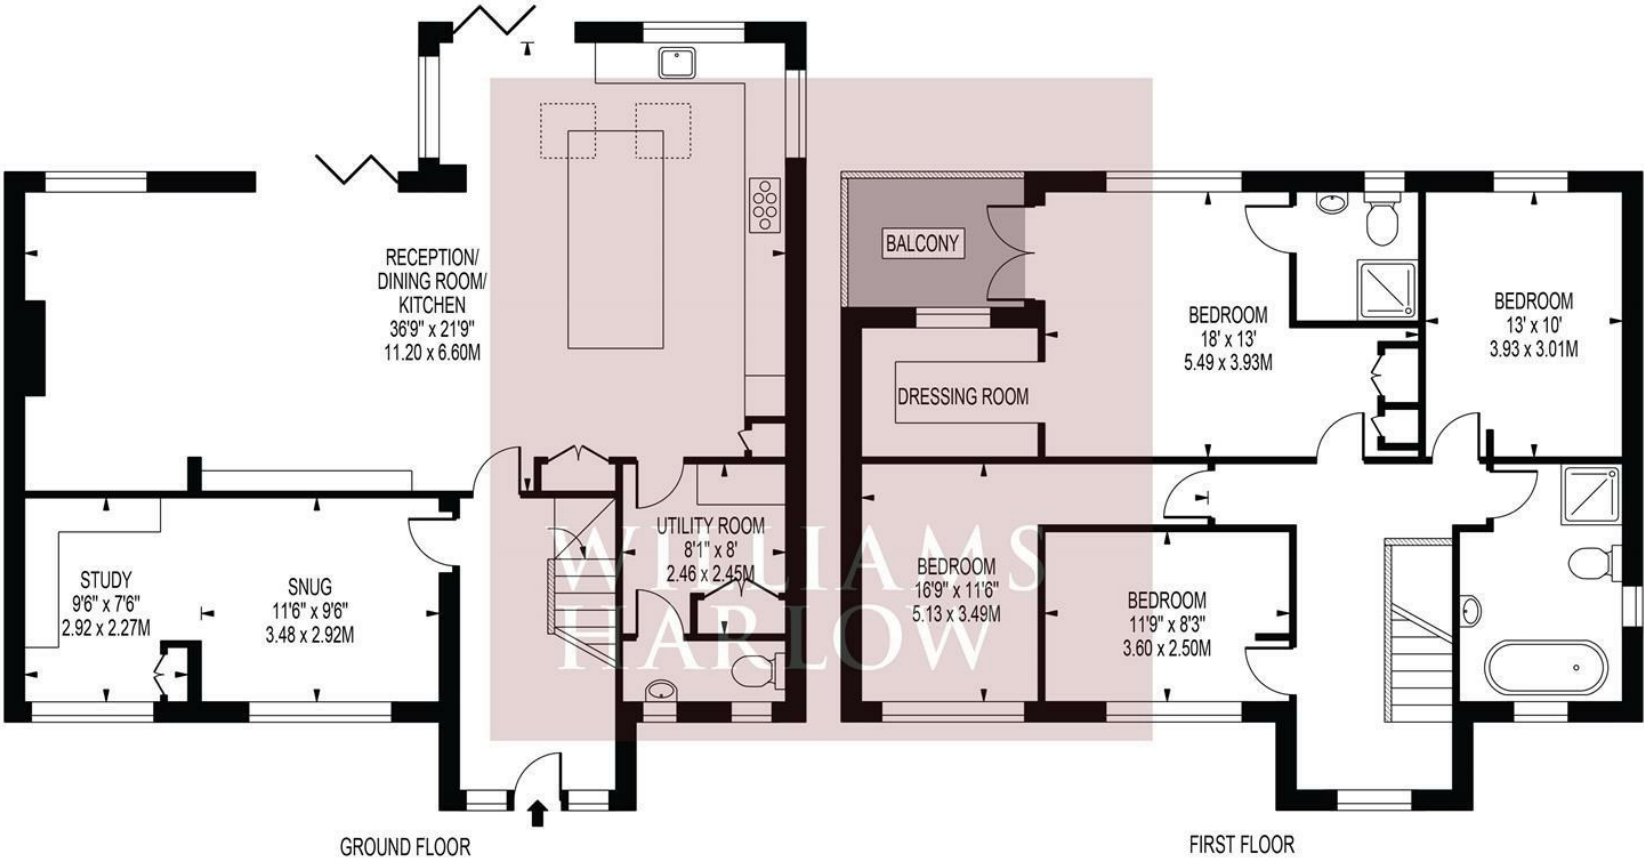 RECEPTION/
DINING ROOM/
KITCHEN
36'9" x 21'9"
11.20 x 6.60M
STUDY
9'6" x 7'6"
2.92 x 2.27M
SNUG
11'6" x 9'6"
3.48 x 2.92M
UTILITY ROOM
8'1" x 8'
2.46 x 2.45M
WILLIAMS
HARLOW
GROUND FLOOR
BALCONY
DRESSING ROOM
BEDROOM
18' x 13'
5.49 x 3.93M
BEDROOM
13' x 10'
3.93 x 3.01M
BEDROOM
16'9" x 11'6"
5.13 x 3.49M
BEDROOM
11'9" x 8'3"
3.60 x 2.50M
FIRST FLOOR